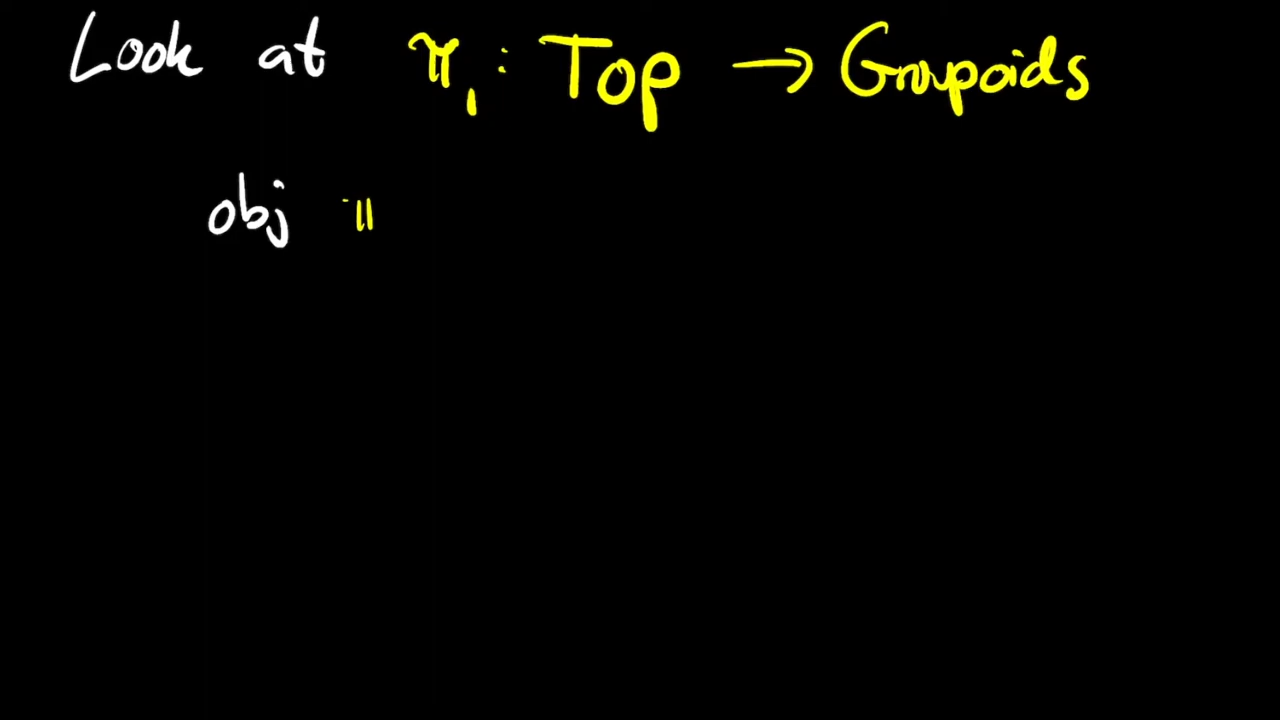 Look at π₁ : Top → Groupoids
obj